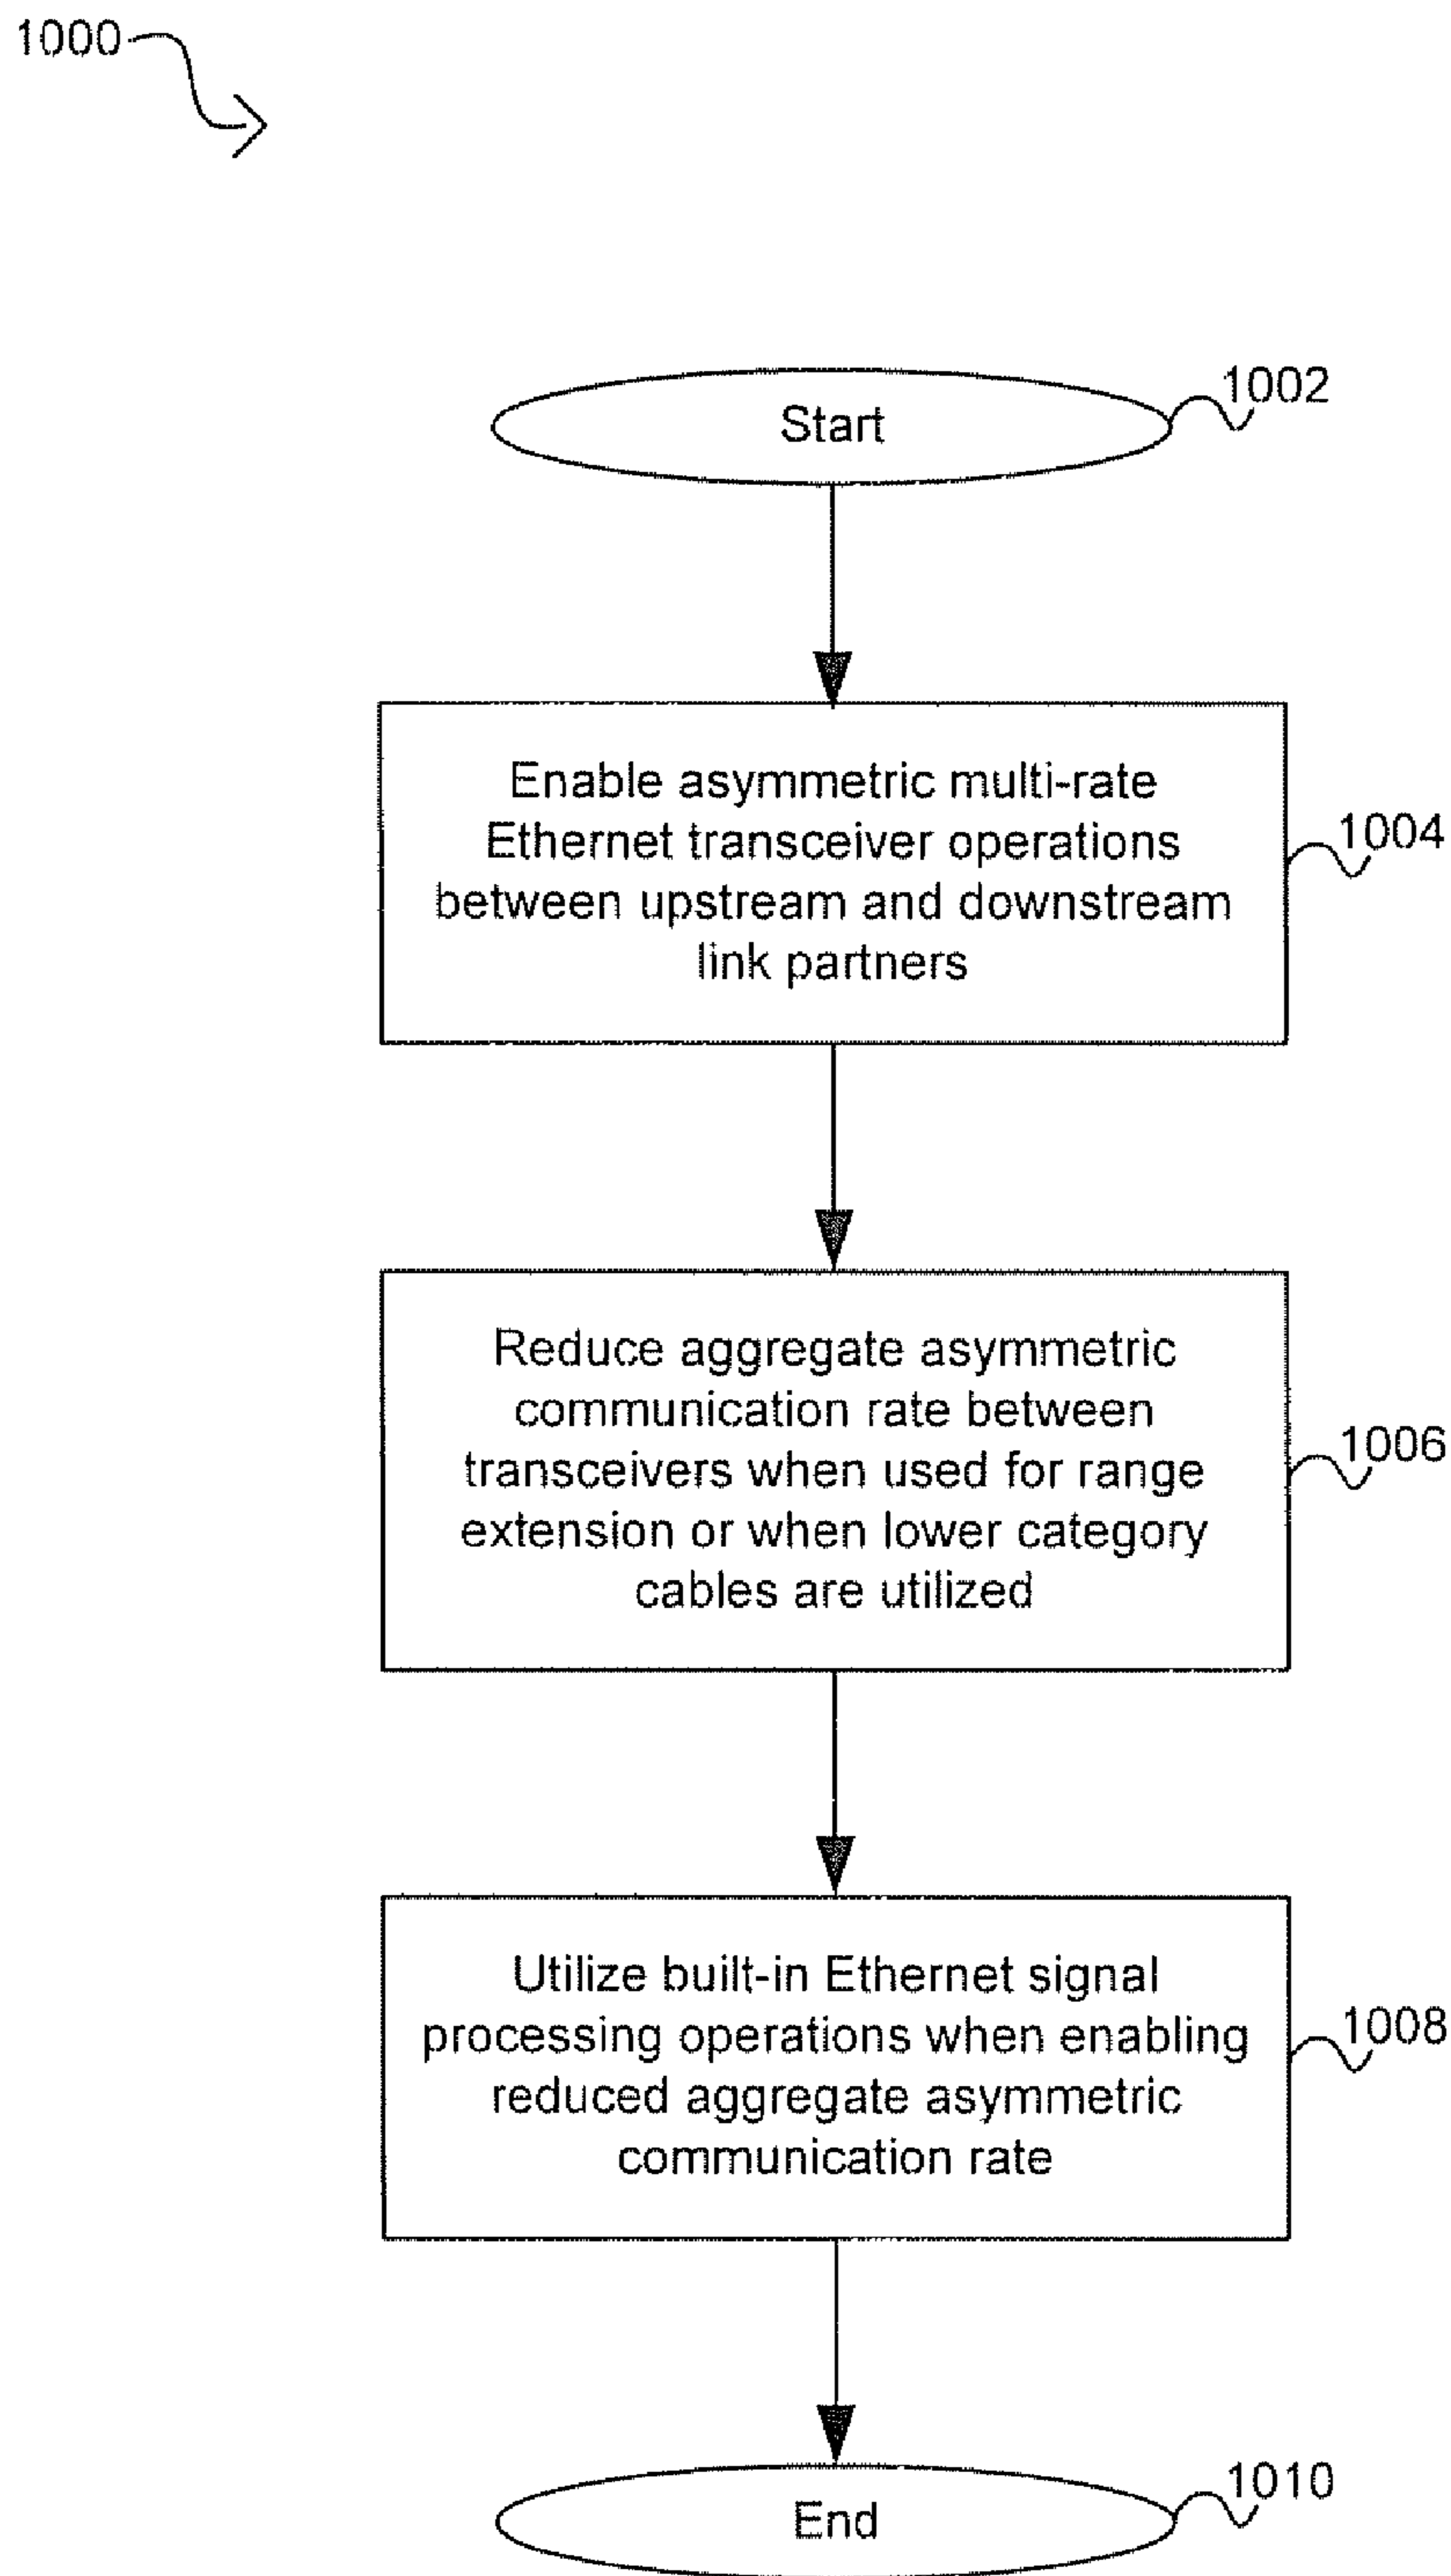 1000
1002
Start
Enable asymmetric multi-rate
Ethernet transceiver operations
between upstream and downstream
link partners
1004
Reduce aggregate asymmetric
communication rate between
transceivers when used for range
extension or when lower category
cables are utilized
1006
Utilize built-in Ethernet signal
processing operations when enabling
reduced aggregate asymmetric
communication rate
1008
1010
End